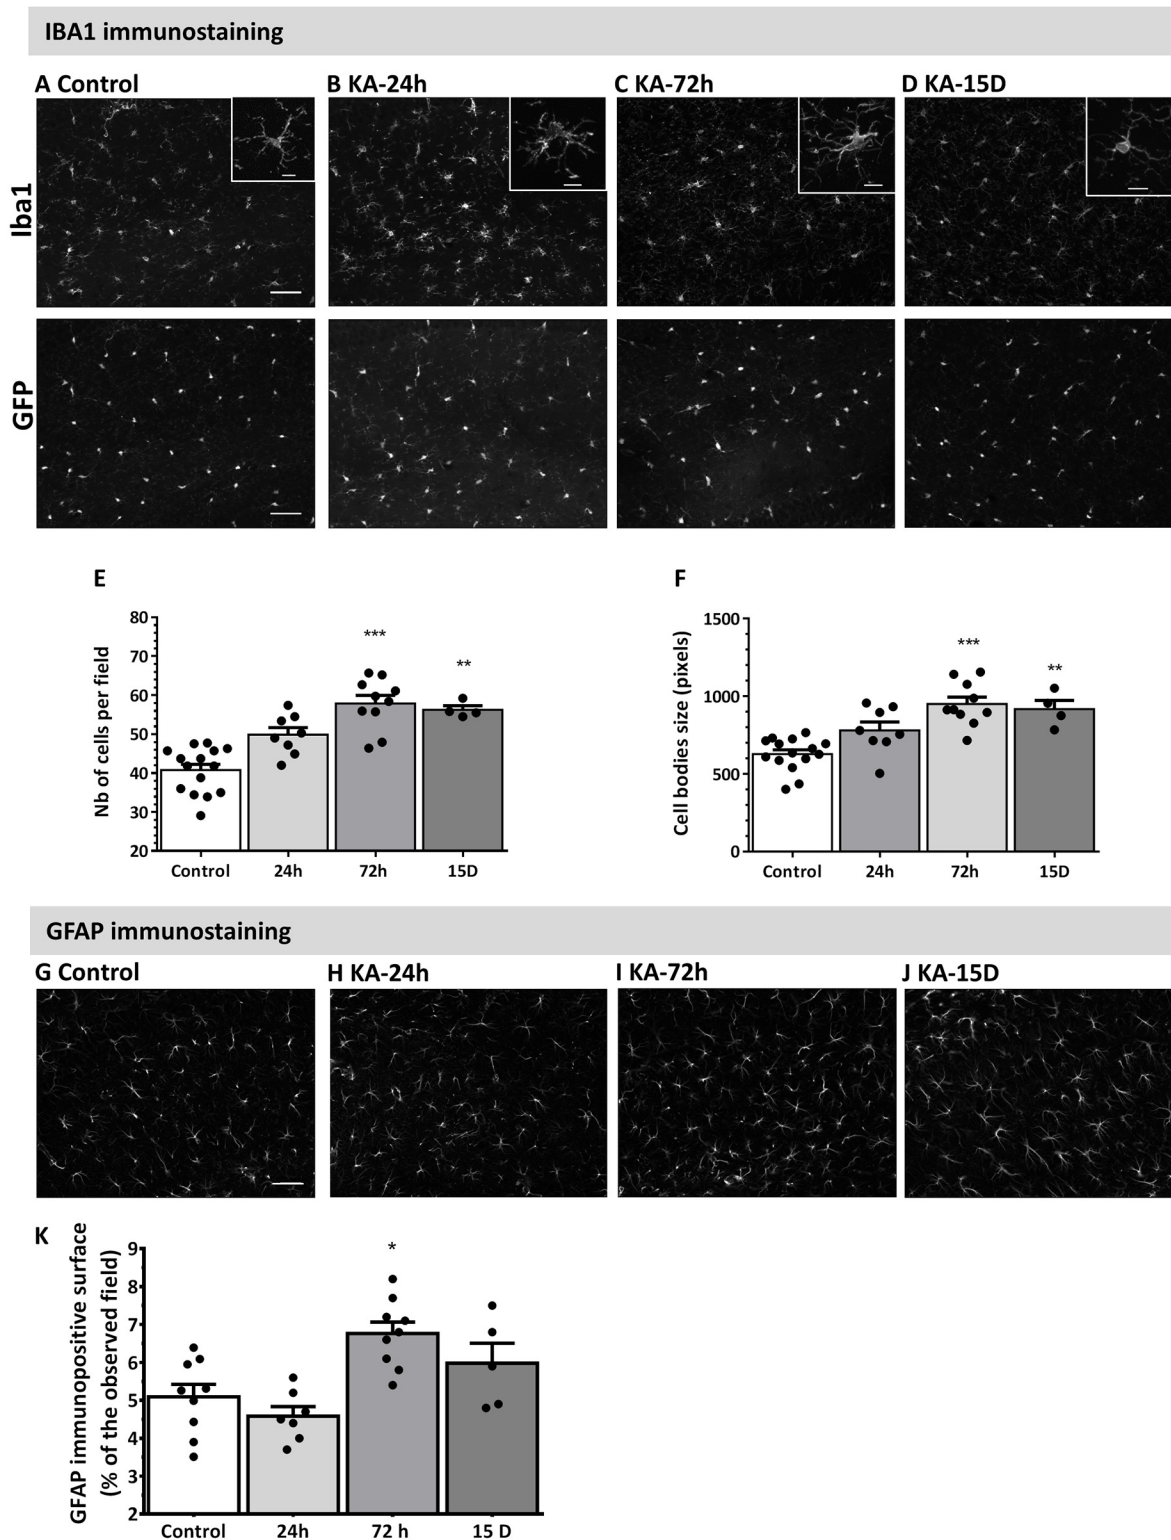 IBA1 immunostaining
A Control
B KA-24h
C KA-72h
D KA-15D
Iba1
GFP
E
Nb of cells per field
80
70
60
50
40
30
20
***
**
Control
24h
72h
15D
F
Cell bodies size (pixels)
1500
1000
500
0
***
**
Control
24h
72h
15D
GFAP immunostaining
G Control
H KA-24h
I KA-72h
J KA-15D
K
GFAP immunopositive surface
(% of the observed field)
9
8
7
6
5
4
3
2
*
Control
24h
72 h
15 D